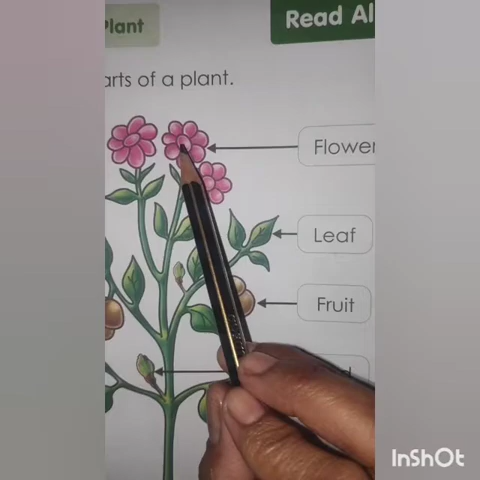 Plant
Read Al
arts of a plant.
Flower
Leaf
Fruit
InShOt